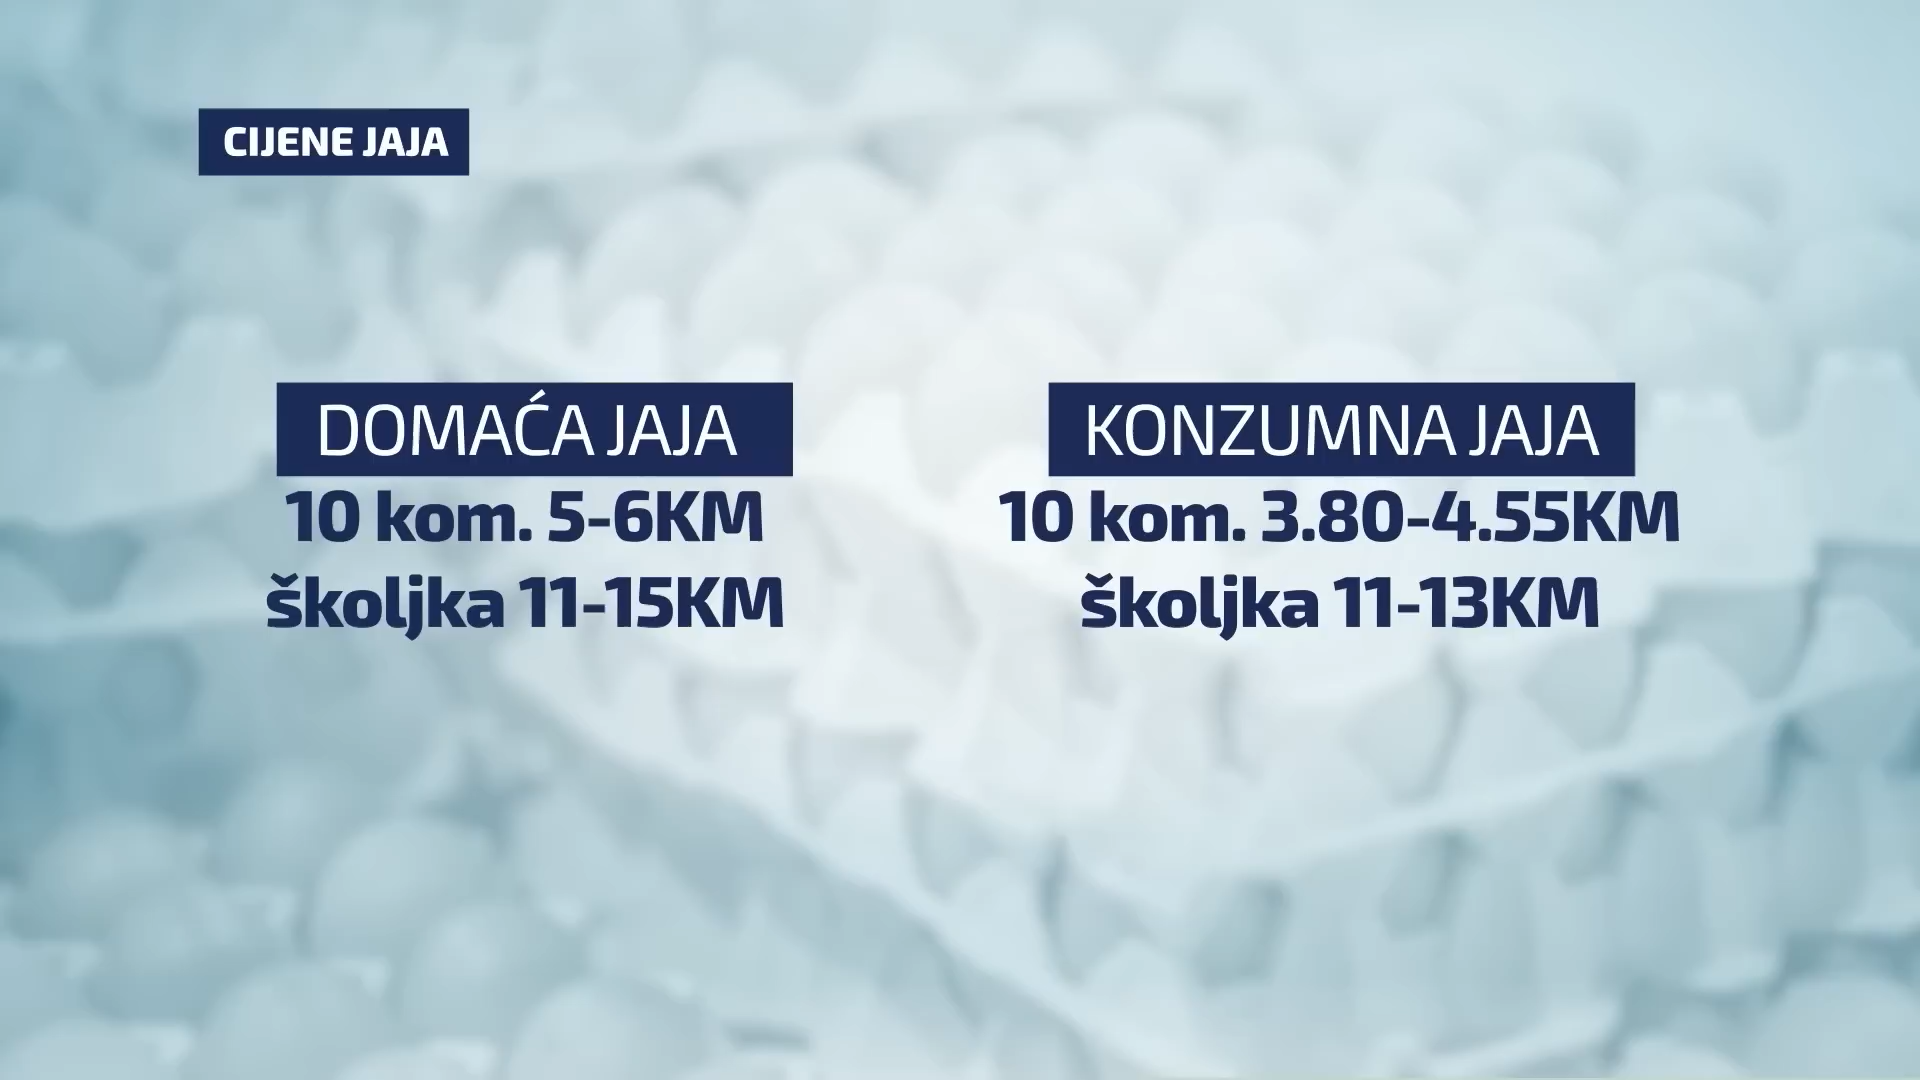 CIJENE JAJA
DOMAĆA JAJA
10 kom. 5-6KM
školjka 11-15KM
KONZUMNA JAJA
10 kom. 3.80-4.55KM
školjka 11-13KM